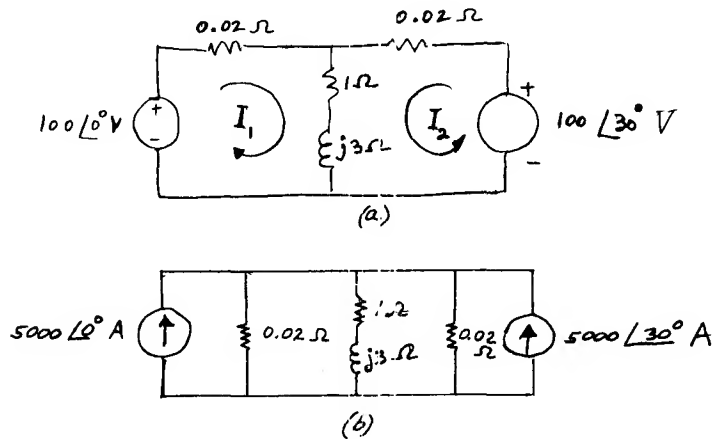 0.02 Ω 0.02 Ω
1Ω
100 ∠0° V + - I₁ I₂ + - 100 ∠30° V
j3Ω
(a)
5000 ∠0° A 0.02 Ω 1Ω 0.02 Ω 5000 ∠30° A
j3 Ω
(b)